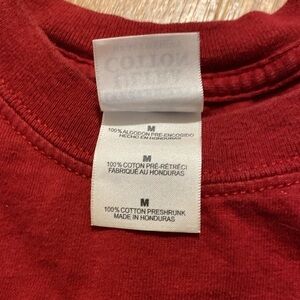 M
100% ALGODON PRE-ENCOGIDO
HECHO EN HONDURAS
M
100% COTON PRÉ-RÉTRÉCI
FABRIQUÉ AU HONDURAS
M
100% COTTON PRESHRUNK
MADE IN HONDURAS